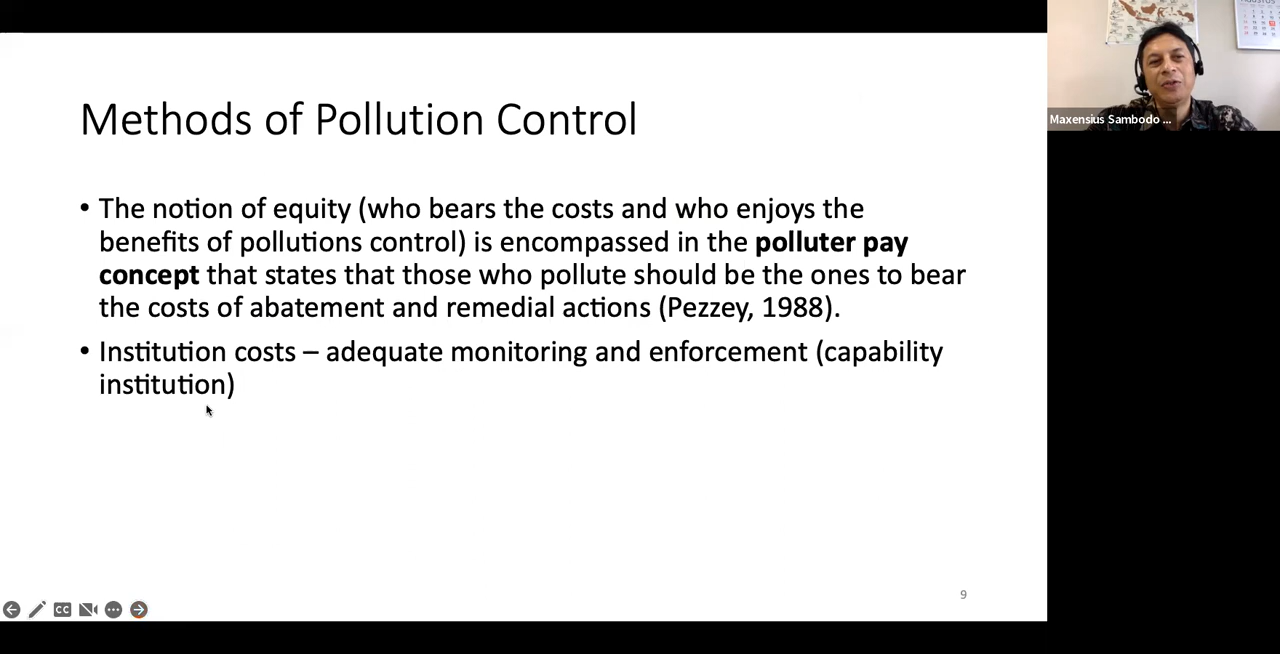 Methods of Pollution Control
• The notion of equity (who bears the costs and who enjoys the
benefits of pollutions control) is encompassed in the polluter pay
concept that states that those who pollute should be the ones to bear
the costs of abatement and remedial actions (Pezzey, 1988).
• Institution costs – adequate monitoring and enforcement (capability
institution)
9
CC
Maxensius Sambodo ...